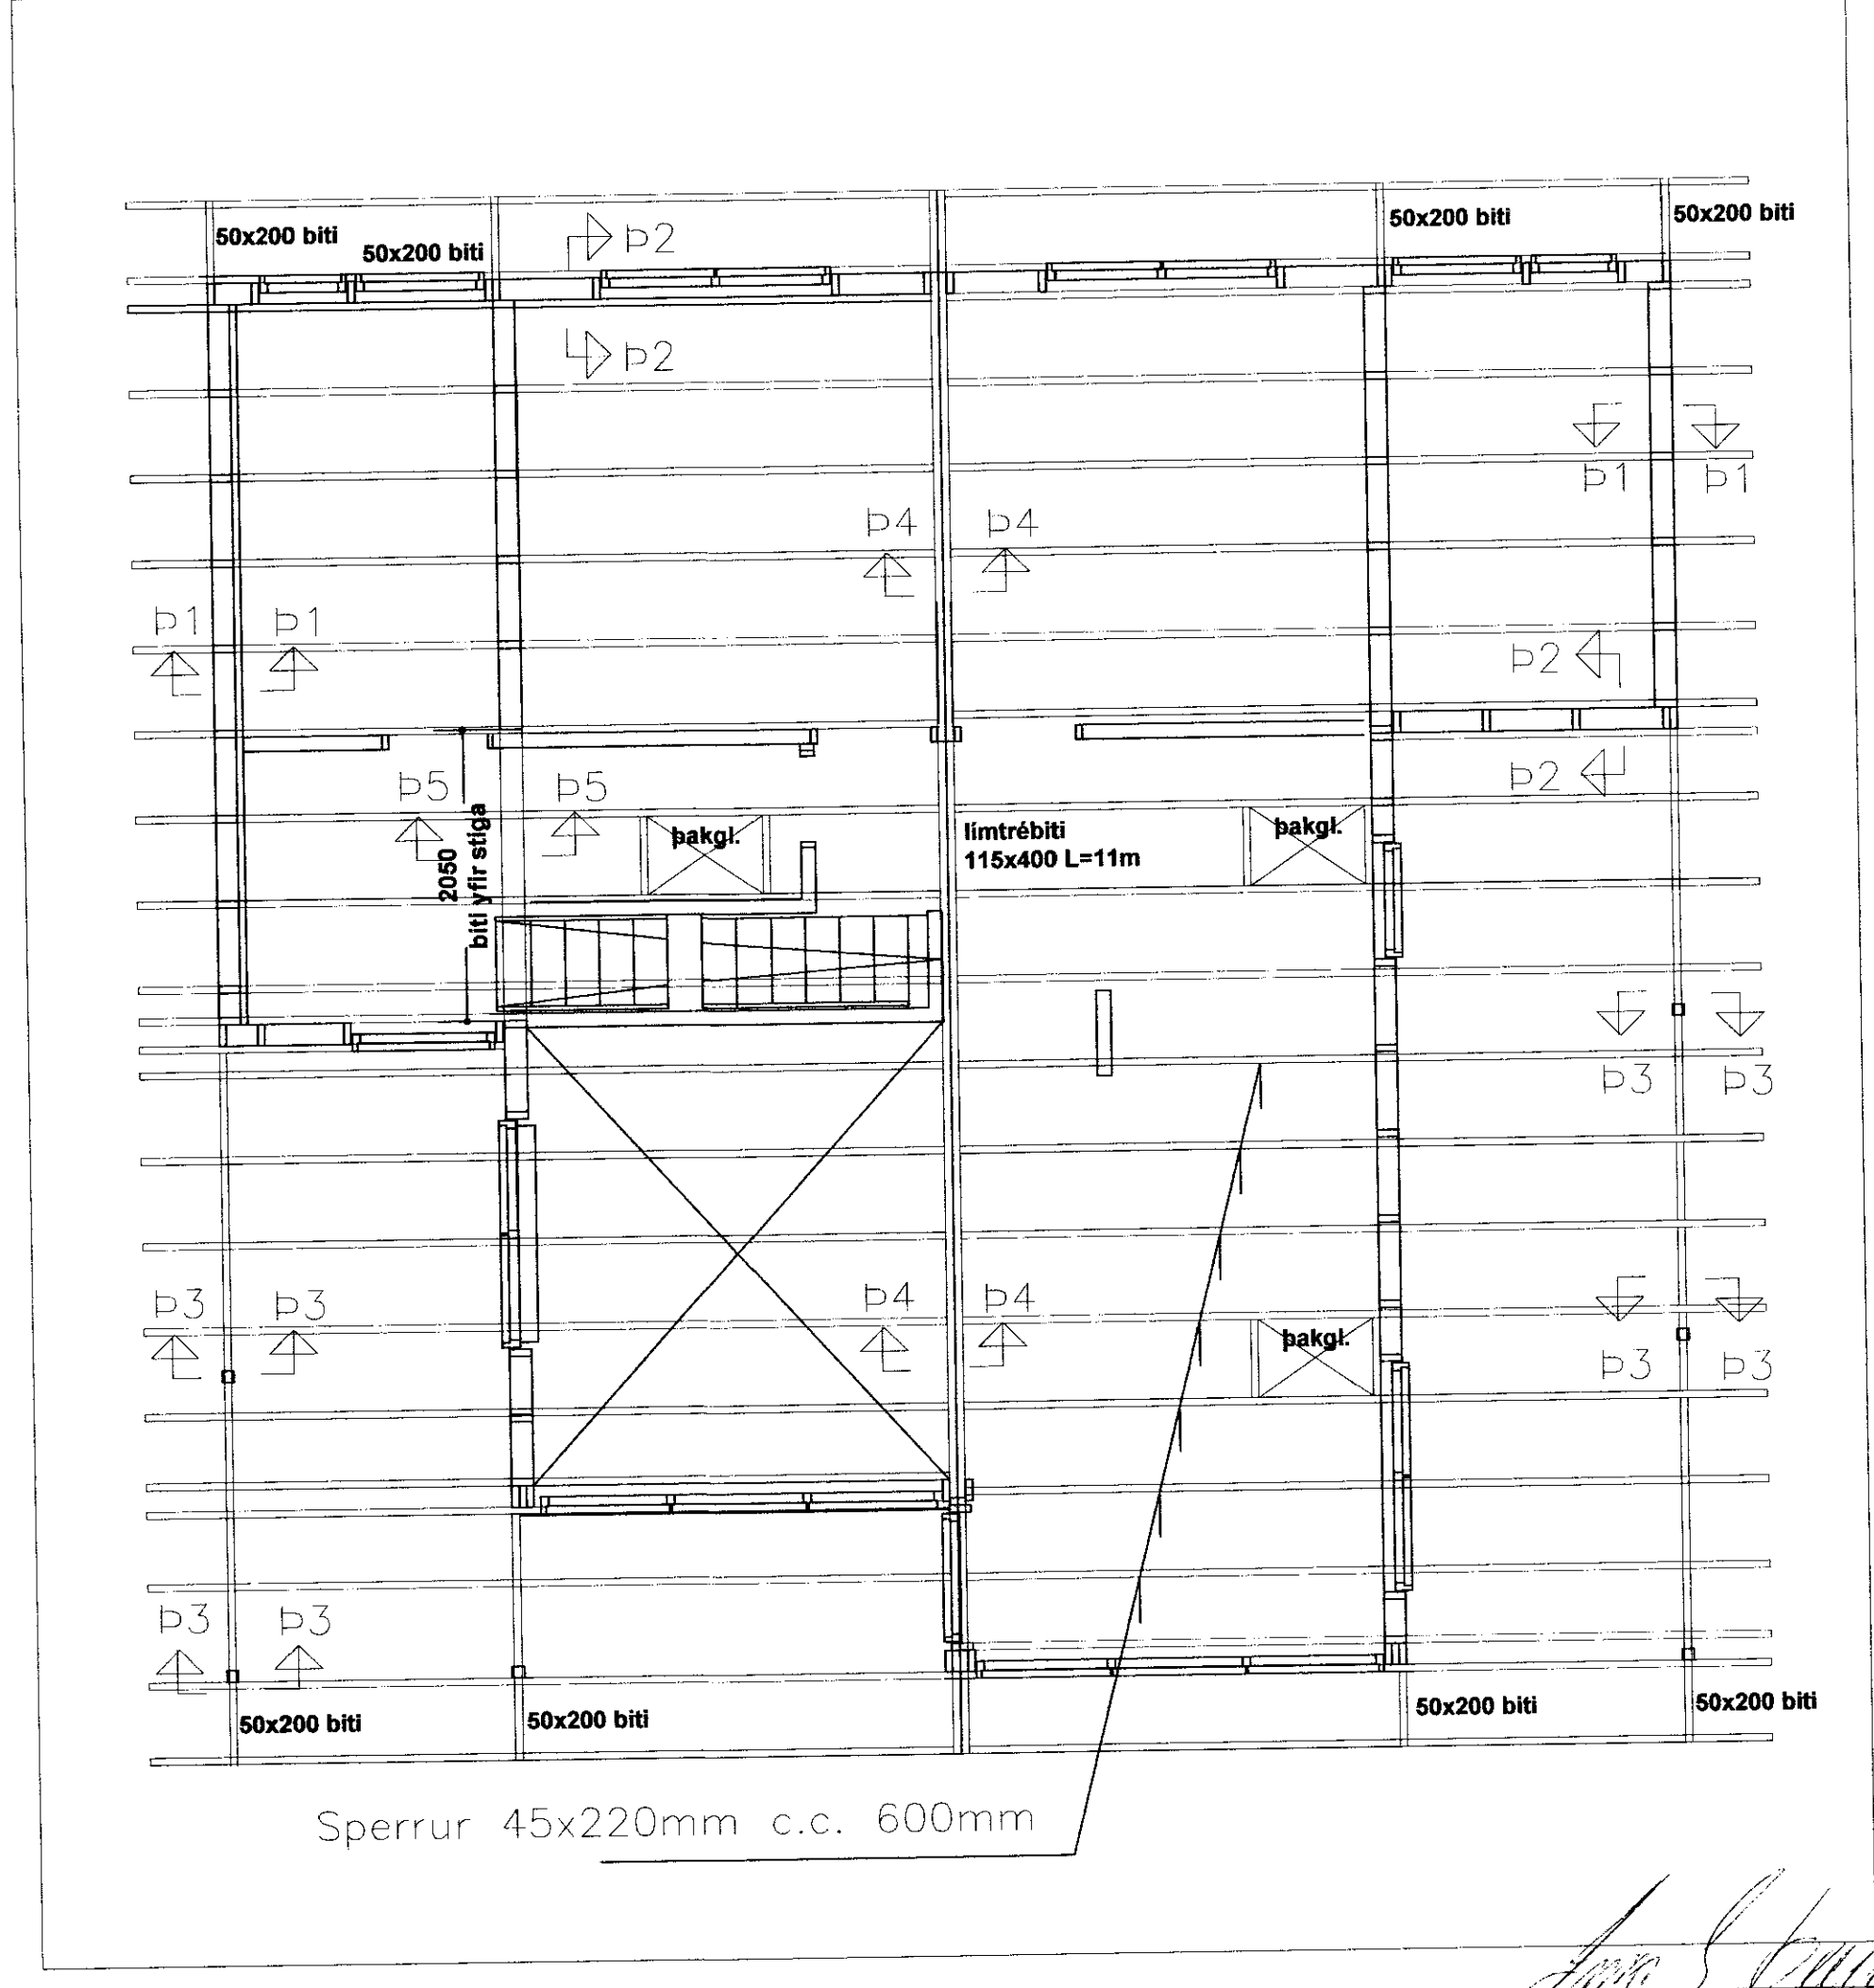 50x200 biti
50x200 biti
Þ2
50x200 biti
50x200 biti
Þ2
Þ1
Þ1
Þ4
Þ4
Þ1
Þ1
Þ2
Þ5
Þ5
Þ2
2050
biti yfir stiga
þakgl.
límtrébiti
115x400 L=11m
þakgl.
Þ3
Þ3
Þ3
Þ3
Þ4
Þ4
þakgl.
Þ3
Þ3
Þ3
Þ3
50x200 biti
50x200 biti
50x200 biti
50x200 biti
Sperrur 45x220mm c.c. 600mm